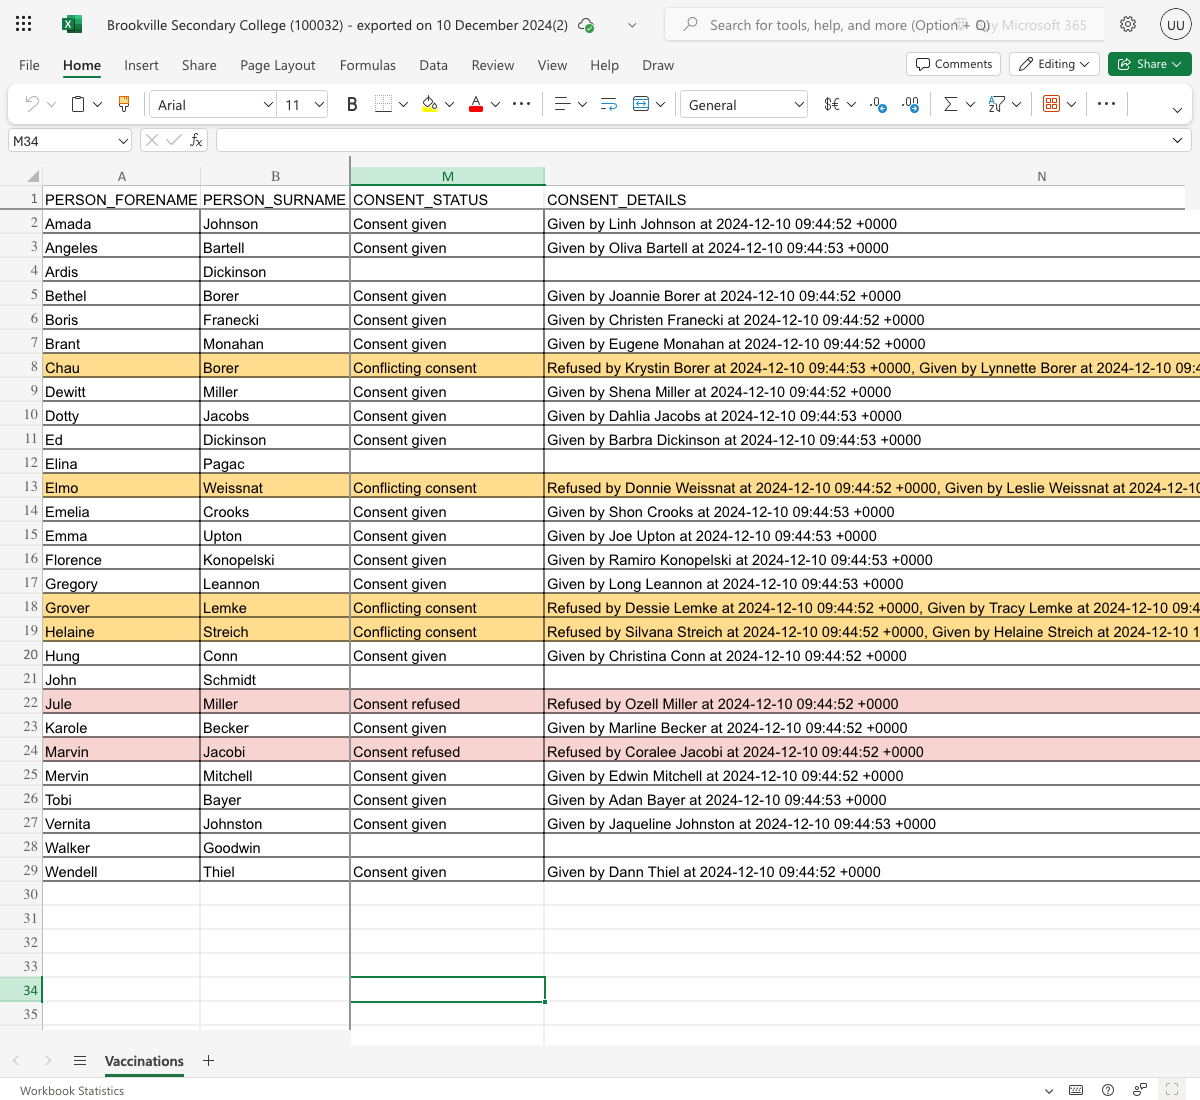 Brookville Secondary College (100032) - exported on 10 December 2024(2)
Search for tools, help, and more (Option + Q)
Buy Microsoft 365
UU
File Home Insert Share Page Layout Formulas Data Review View Help Draw
Comments Editing Share
Arial 11 B A General $€
M34 fx
A B M N
1 PERSON_FORENAME PERSON_SURNAME CONSENT_STATUS CONSENT_DETAILS
2 Amada Johnson Consent given Given by Linh Johnson at 2024-12-10 09:44:52 +0000
3 Angeles Bartell Consent given Given by Oliva Bartell at 2024-12-10 09:44:53 +0000
4 Ardis Dickinson
5 Bethel Borer Consent given Given by Joannie Borer at 2024-12-10 09:44:52 +0000
6 Boris Franecki Consent given Given by Christen Franecki at 2024-12-10 09:44:52 +0000
7 Brant Monahan Consent given Given by Eugene Monahan at 2024-12-10 09:44:52 +0000
8 Chau Borer Conflicting consent Refused by Krystin Borer at 2024-12-10 09:44:53 +0000, Given by Lynnette Borer at 2024-12-10 09:4
9 Dewitt Miller Consent given Given by Shena Miller at 2024-12-10 09:44:52 +0000
10 Dotty Jacobs Consent given Given by Dahlia Jacobs at 2024-12-10 09:44:53 +0000
11 Ed Dickinson Consent given Given by Barbra Dickinson at 2024-12-10 09:44:53 +0000
12 Elina Pagac
13 Elmo Weissnat Conflicting consent Refused by Donnie Weissnat at 2024-12-10 09:44:52 +0000, Given by Leslie Weissnat at 2024-12-10
14 Emelia Crooks Consent given Given by Shon Crooks at 2024-12-10 09:44:53 +0000
15 Emma Upton Consent given Given by Joe Upton at 2024-12-10 09:44:53 +0000
16 Florence Konopelski Consent given Given by Ramiro Konopelski at 2024-12-10 09:44:53 +0000
17 Gregory Leannon Consent given Given by Long Leannon at 2024-12-10 09:44:53 +0000
18 Grover Lemke Conflicting consent Refused by Dessie Lemke at 2024-12-10 09:44:52 +0000, Given by Tracy Lemke at 2024-12-10 09:4
19 Helaine Streich Conflicting consent Refused by Silvana Streich at 2024-12-10 09:44:52 +0000, Given by Helaine Streich at 2024-12-10 1
20 Hung Conn Consent given Given by Christina Conn at 2024-12-10 09:44:52 +0000
21 John Schmidt
22 Jule Miller Consent refused Refused by Ozell Miller at 2024-12-10 09:44:52 +0000
23 Karole Becker Consent given Given by Marline Becker at 2024-12-10 09:44:52 +0000
24 Marvin Jacobi Consent refused Refused by Coralee Jacobi at 2024-12-10 09:44:52 +0000
25 Mervin Mitchell Consent given Given by Edwin Mitchell at 2024-12-10 09:44:52 +0000
26 Tobi Bayer Consent given Given by Adan Bayer at 2024-12-10 09:44:53 +0000
27 Vernita Johnston Consent given Given by Jaqueline Johnston at 2024-12-10 09:44:53 +0000
28 Walker Goodwin
29 Wendell Thiel Consent given Given by Dann Thiel at 2024-12-10 09:44:52 +0000
30
31
32
33
34
35
Vaccinations
Workbook Statistics